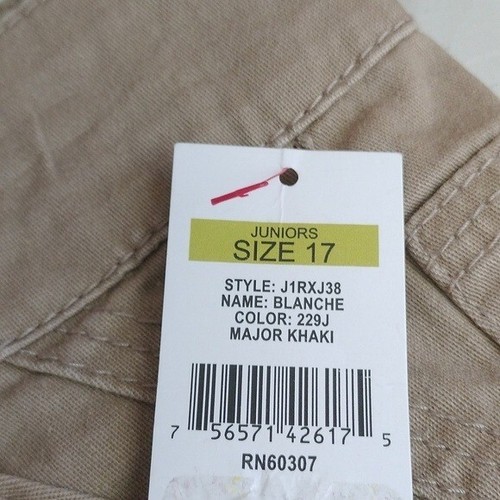 JUNIORS
SIZE 17
STYLE: J1RXJ38
NAME: BLANCHE
COLOR: 229J
MAJOR KHAKI
7 56571 42617 5
RN60307